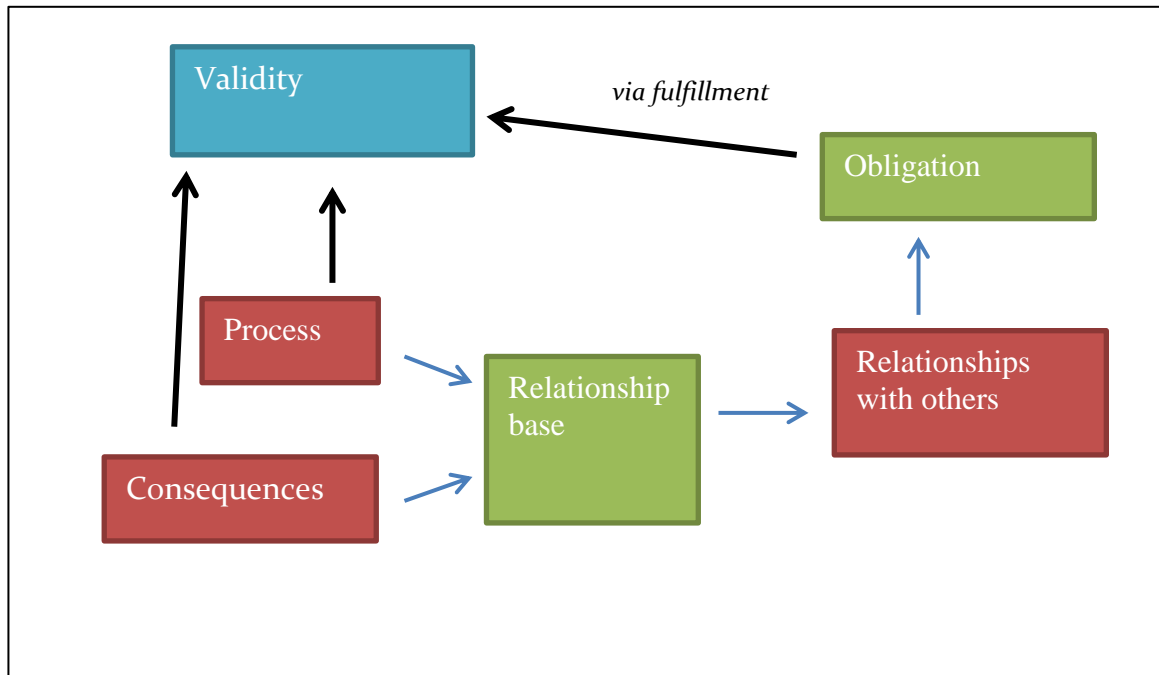 Validity
via fulfillment
Obligation
Process
Relationship
base
Relationships
with others
Consequences